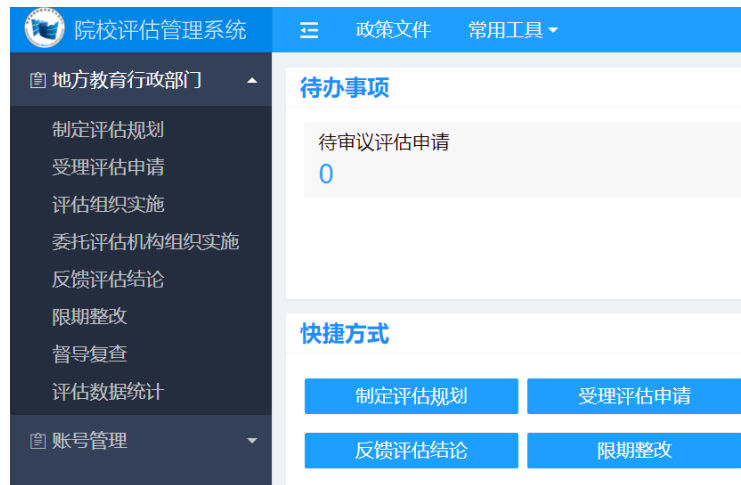 院校评估管理系统
政策文件 常用工具
地方教育行政部门
制定评估规划
受理评估申请
评估组织实施
委托评估机构组织实施
反馈评估结论
限期整改
督导复查
评估数据统计
账号管理
待办事项
待审议评估申请
0
快捷方式
制定评估规划 受理评估申请
反馈评估结论 限期整改